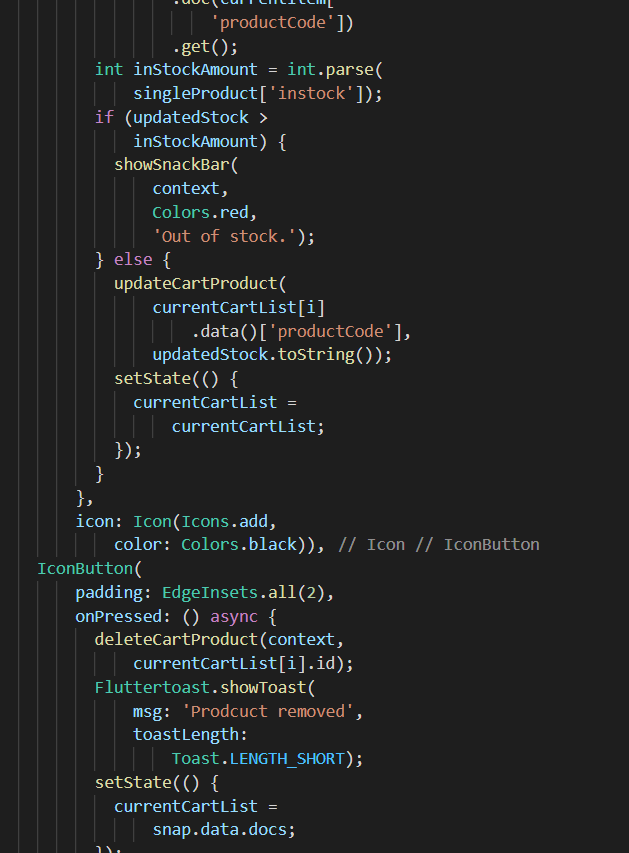 .doc(currentItem[
'productCode'])
.get();
int inStockAmount = int.parse(
singleProduct['instock']);
if (updatedStock >
inStockAmount) {
showSnackBar(
context,
Colors.red,
'Out of stock.');
} else {
updateCartProduct(
currentCartList[i]
.data()['productCode'],
updatedStock.toString());
setState(() {
currentCartList =
currentCartList;
});
}
},
icon: Icon(Icons.add,
color: Colors.black)), // Icon // IconButton
IconButton(
padding: EdgeInsets.all(2),
onPressed: () async {
deleteCartProduct(context,
currentCartList[i].id);
Fluttertoast.showToast(
msg: 'Prodcuct removed',
toastLength:
Toast.LENGTH_SHORT);
setState(() {
currentCartList =
snap.data.docs;
});